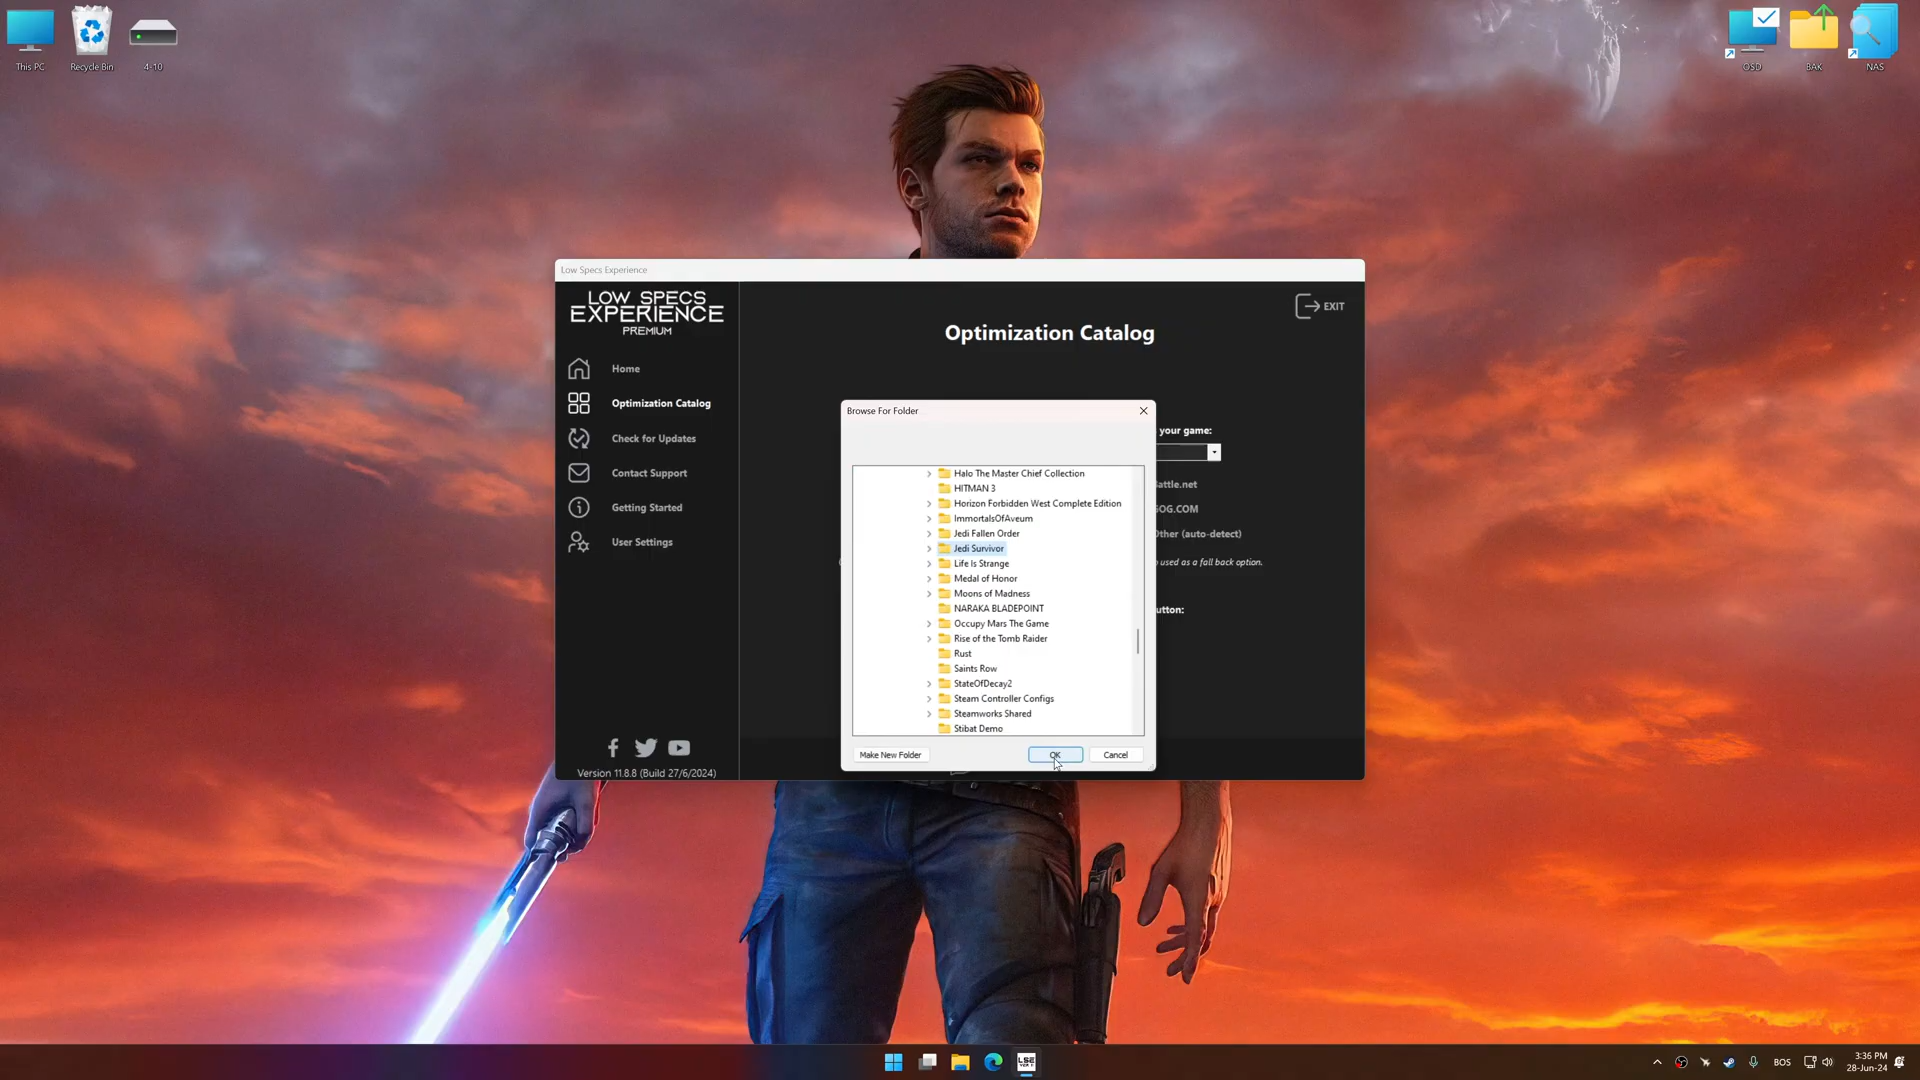 This PC
Recycle Bin
4-10
OSD
BAK
NAS
Low Specs Experience
LOW SPECS
EXPERIENCE
PREMIUM
Home
Optimization Catalog
Check for Updates
Contact Support
Getting Started
User Settings
Version 11.8.8 (Build 27/6/2024)
EXIT
Optimization Catalog
your game:
Battle.net
GOG.COM
Other (auto-detect)
used as a fall back option.
utton:
Browse For Folder
Halo The Master Chief Collection
HITMAN 3
Horizon Forbidden West Complete Edition
ImmortalsOfAveum
Jedi Fallen Order
Jedi Survivor
Life Is Strange
Medal of Honor
Moons of Madness
NARAKA BLADEPOINT
Occupy Mars The Game
Rise of the Tomb Raider
Rust
Saints Row
StateOfDecay2
Steam Controller Configs
Steamworks Shared
Stibat Demo
Make New Folder
OK
Cancel
LSE
BOS
3:36 PM
28-Jun-24